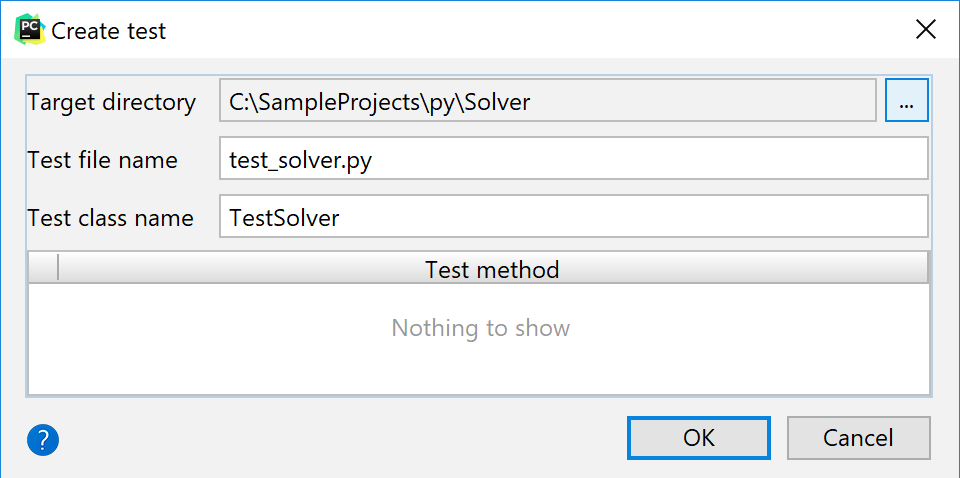 PC
Create test
Target directory C:\SampleProjects\py\Solver ...
Test file name test_solver.py
Test class name TestSolver
Test method
Nothing to show
? OK Cancel